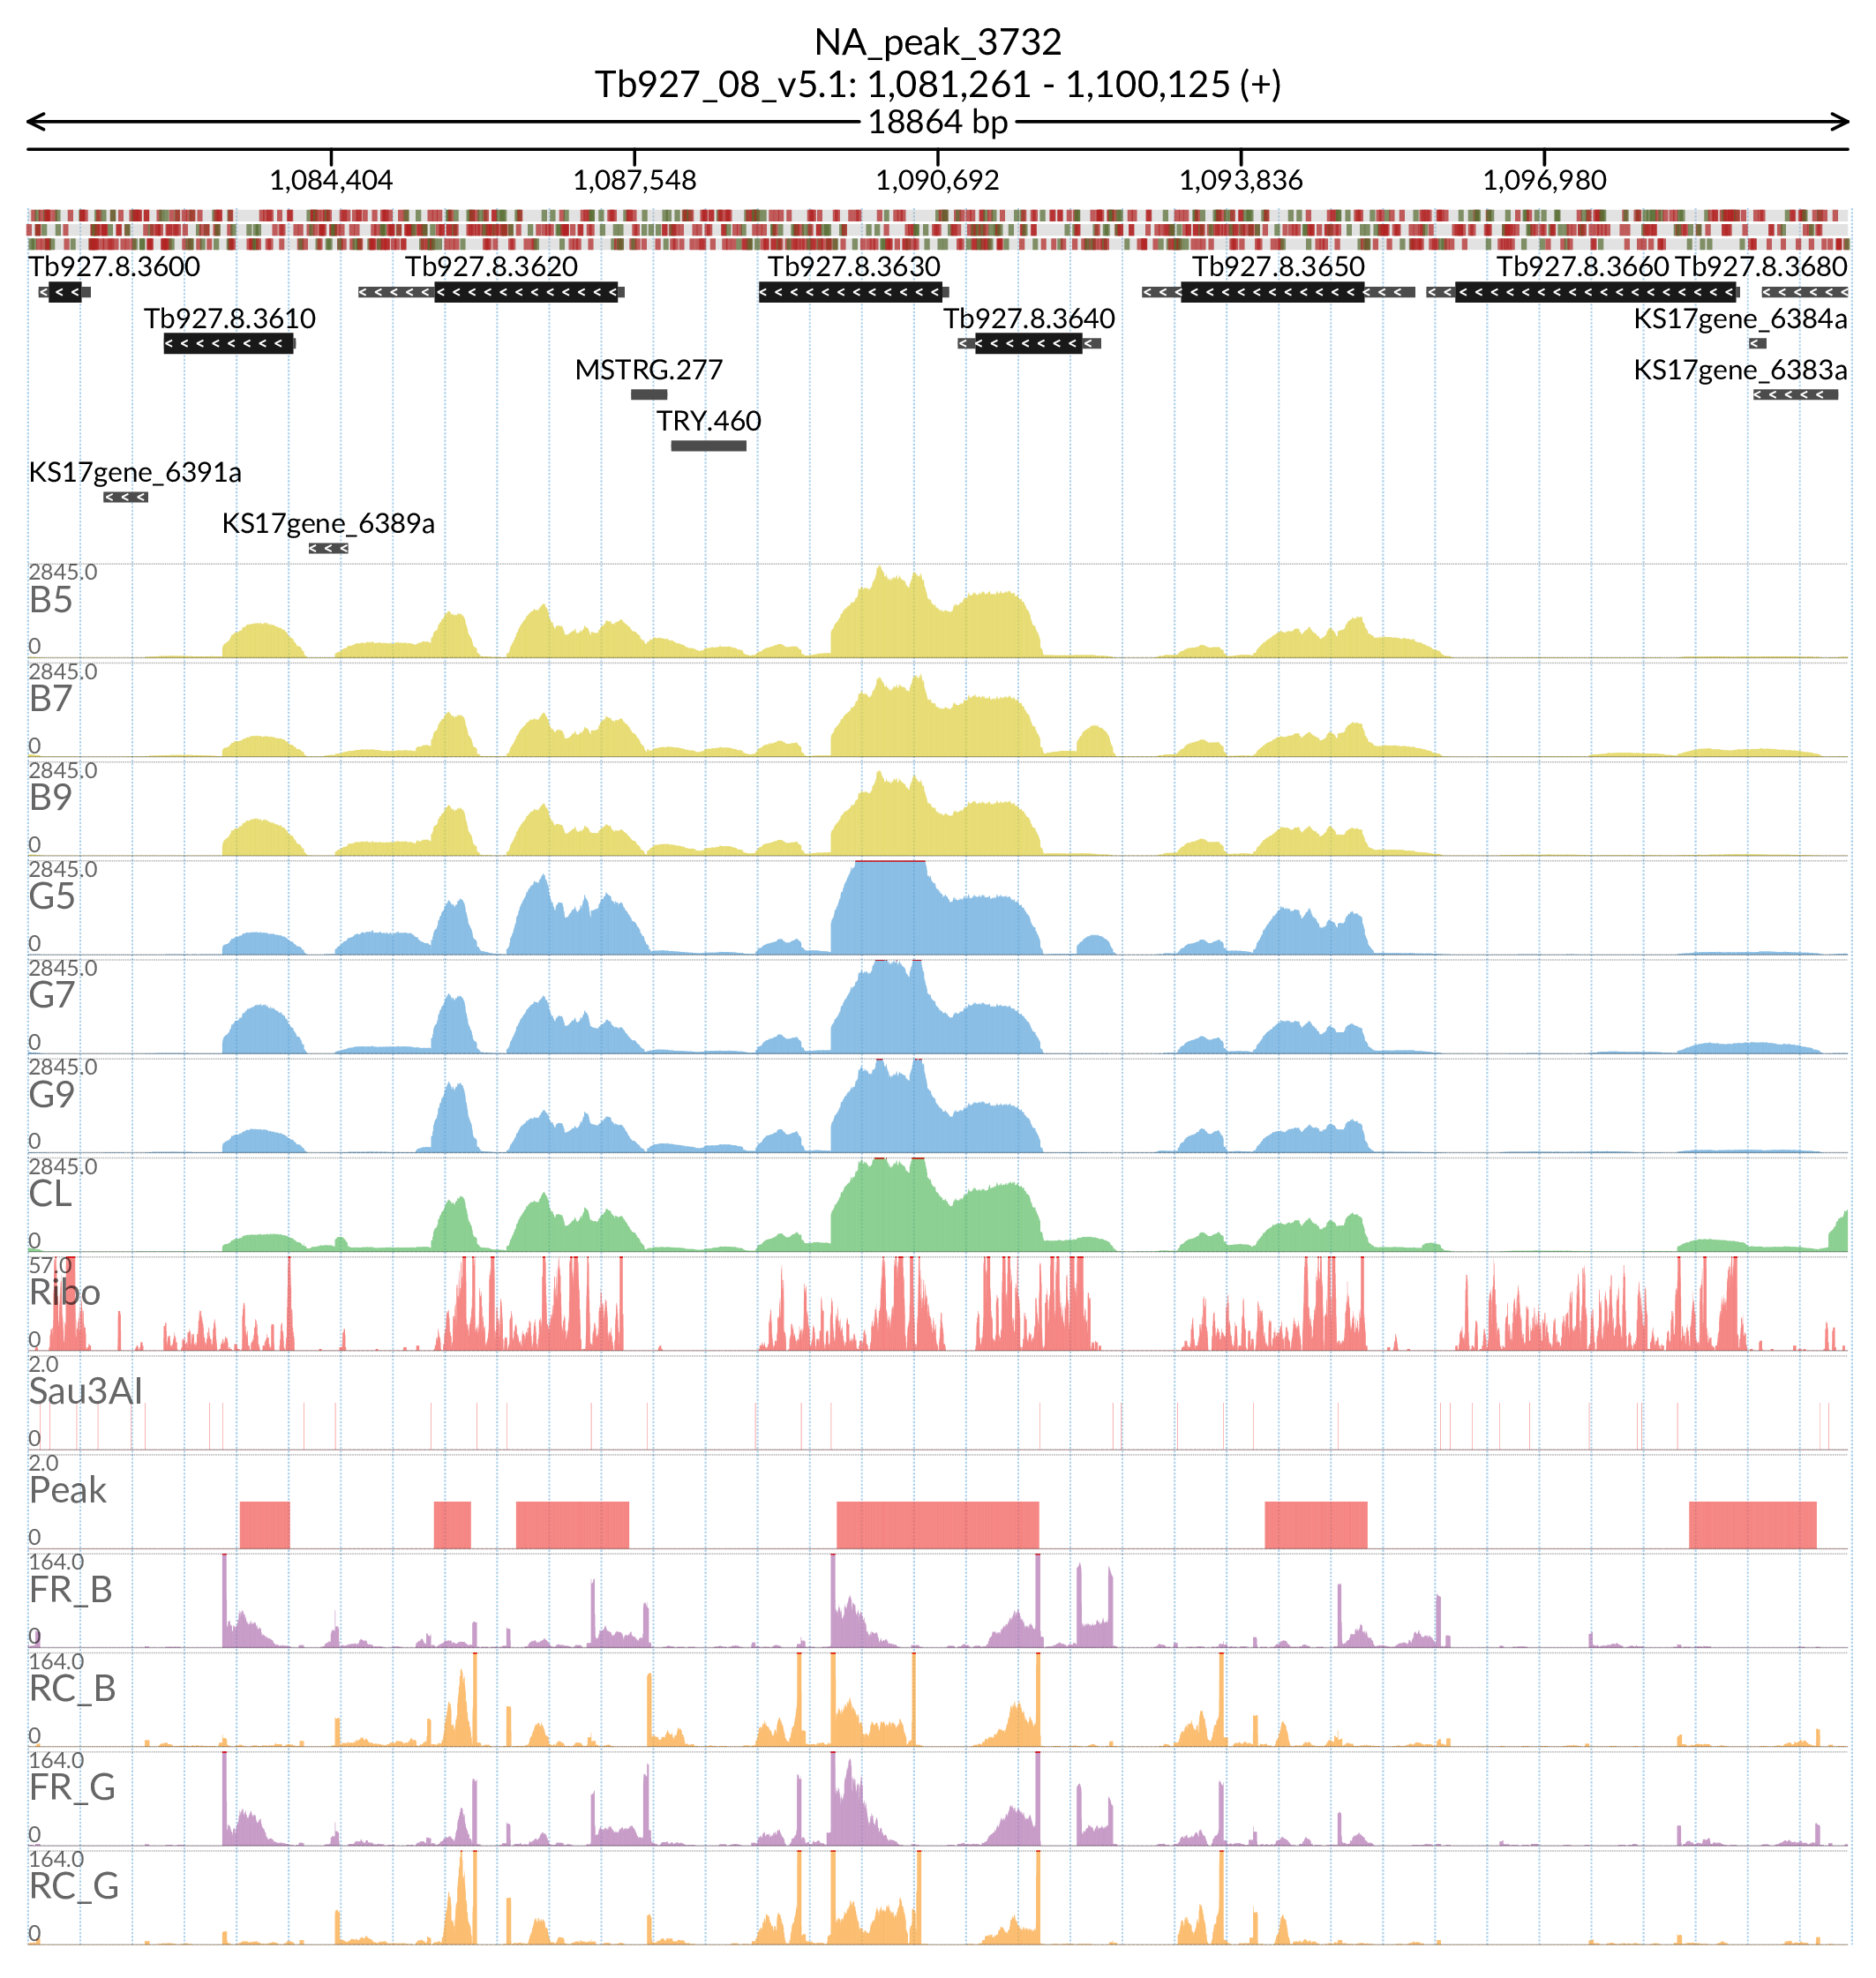 NA_peak_3732
Tb927_08_v5.1: 1,081,261 - 1,100,125 (+)
18864 bp
1,084,404 1,087,548 1,090,692 1,093,836 1,096,980
Tb927.8.3600 Tb927.8.3620 Tb927.8.3630 Tb927.8.3650 Tb927.8.3660 Tb927.8.3680
Tb927.8.3610 Tb927.8.3640 KS17gene_6384a
MSTRG.277 KS17gene_6383a
TRY.460
KS17gene_6391a
KS17gene_6389a
2845.0
B5
0
2845.0
B7
0
2845.0
B9
0
2845.0
G5
0
2845.0
G7
0
2845.0
G9
0
2845.0
CL
0
57.0
Ribo
0
2.0
Sau3AI
0
2.0
Peak
0
164.0
FR_B
0
164.0
RC_B
0
164.0
FR_G
0
164.0
RC_G
0